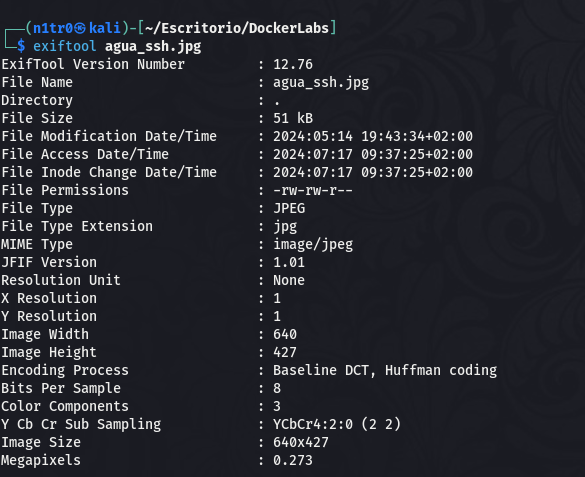 ┌──(n1tr0㉿kali)-[~/Escritorio/DockerLabs]
└─$ exiftool agua_ssh.jpg
ExifTool Version Number : 12.76
File Name : agua_ssh.jpg
Directory : .
File Size : 51 kB
File Modification Date/Time : 2024:05:14 19:43:34+02:00
File Access Date/Time : 2024:07:17 09:37:25+02:00
File Inode Change Date/Time : 2024:07:17 09:37:25+02:00
File Permissions : -rw-rw-r--
File Type : JPEG
File Type Extension : jpg
MIME Type : image/jpeg
JFIF Version : 1.01
Resolution Unit : None
X Resolution : 1
Y Resolution : 1
Image Width : 640
Image Height : 427
Encoding Process : Baseline DCT, Huffman coding
Bits Per Sample : 8
Color Components : 3
Y Cb Cr Sub Sampling : YCbCr4:2:0 (2 2)
Image Size : 640x427
Megapixels : 0.273